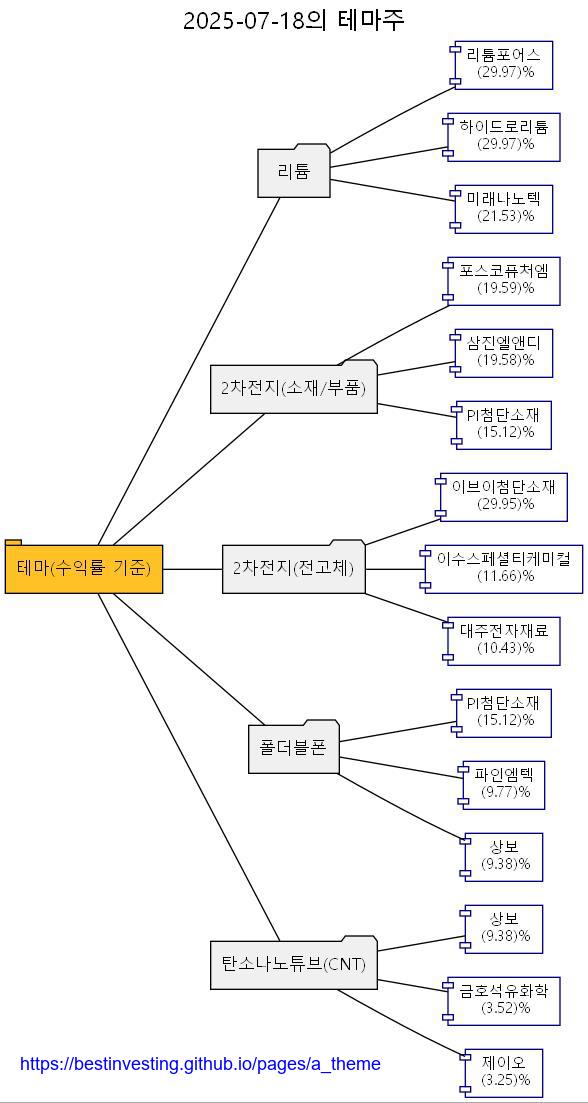 2025-07-18의 테마주
리튬포어스
(29.97)%
하이드로리튬
(29.97)%
리튬
미래나노텍
(21.53)%
포스코퓨처엠
(19.59)%
삼진엘앤디
(19.58)%
2차전지(소재/부품)
PI첨단소재
(15.12)%
이브이첨단소재
(29.95)%
테마(수익률 기준)
2차전지(전고체)
이수스페셜티케미컬
(11.66)%
대주전자재료
(10.43)%
PI첨단소재
(15.12)%
폴더블폰
파인엠텍
(9.77)%
상보
(9.38)%
상보
(9.38)%
탄소나노튜브(CNT)
금호석유화학
(3.52)%
제이오
(3.25)%
https://bestinvesting.github.io/pages/a_theme